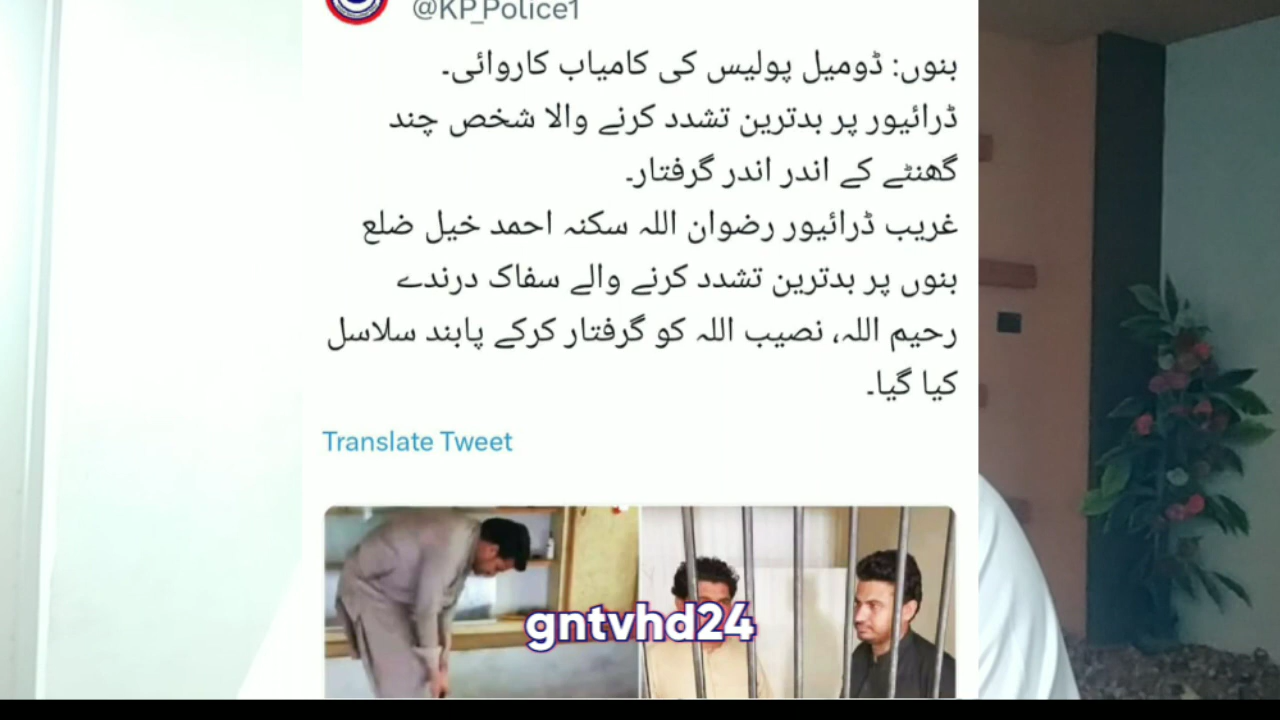 @KP_Police1
بنوں: ڈومیل پولیس کی کامیاب کاروائی۔
ڈرائیور پر بدترین تشدد کرنے والا شخص چند
گھنٹے کے اندر اندر گرفتار۔
غریب ڈرائیور رضوان اللہ سکنہ احمد خیل ضلع
بنوں پر بدترین تشدد کرنے والے سفاک درندے
رحیم اللہ، نصیب اللہ کو گرفتار کرکے پابند سلاسل
کیا گیا۔
Translate Tweet
gntvhd24